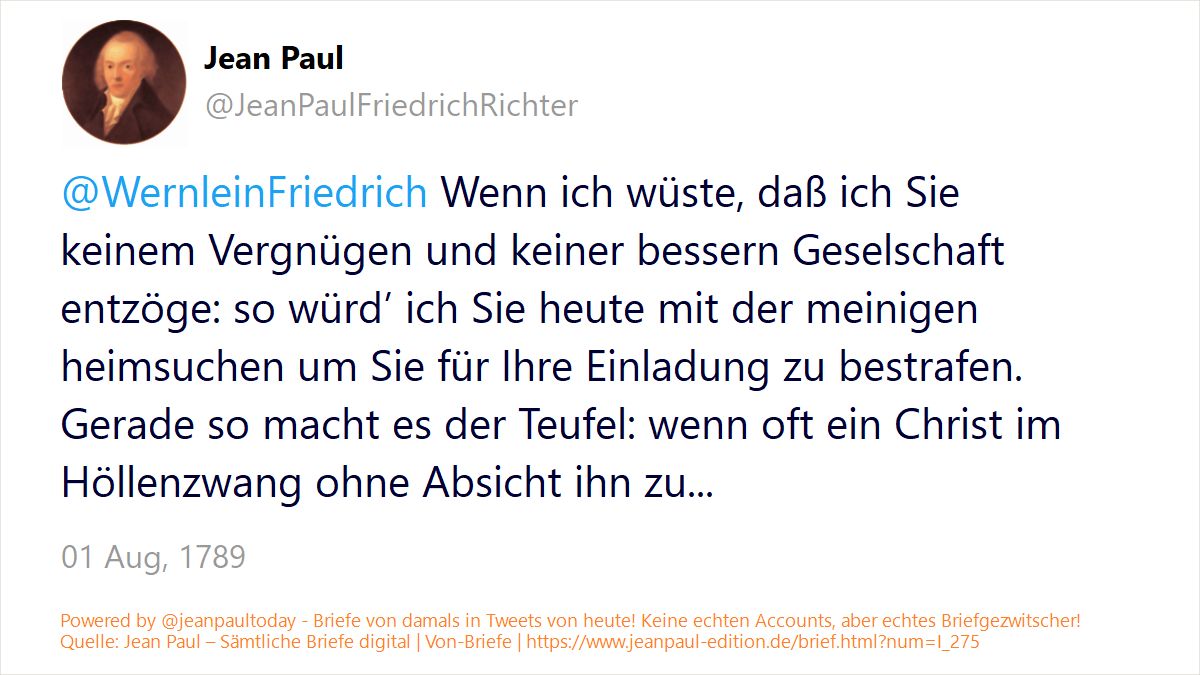 Jean Paul
@JeanPaulFriedrichRichter
@WernleinFriedrich Wenn ich wüste, daß ich Sie
keinem Vergnügen und keiner bessern Geselschaft
entzöge: so würd’ ich Sie heute mit der meinigen
heimsuchen um Sie für Ihre Einladung zu bestrafen.
Gerade so macht es der Teufel: wenn oft ein Christ im
Höllenzwang ohne Absicht ihn zu...
01 Aug, 1789
Powered by @jeanpaultoday - Briefe von damals in Tweets von heute! Keine echten Accounts, aber echtes Briefgezwitscher!
Quelle: Jean Paul – Sämtliche Briefe digital | Von-Briefe | https://www.jeanpaul-edition.de/brief.html?num=I_275